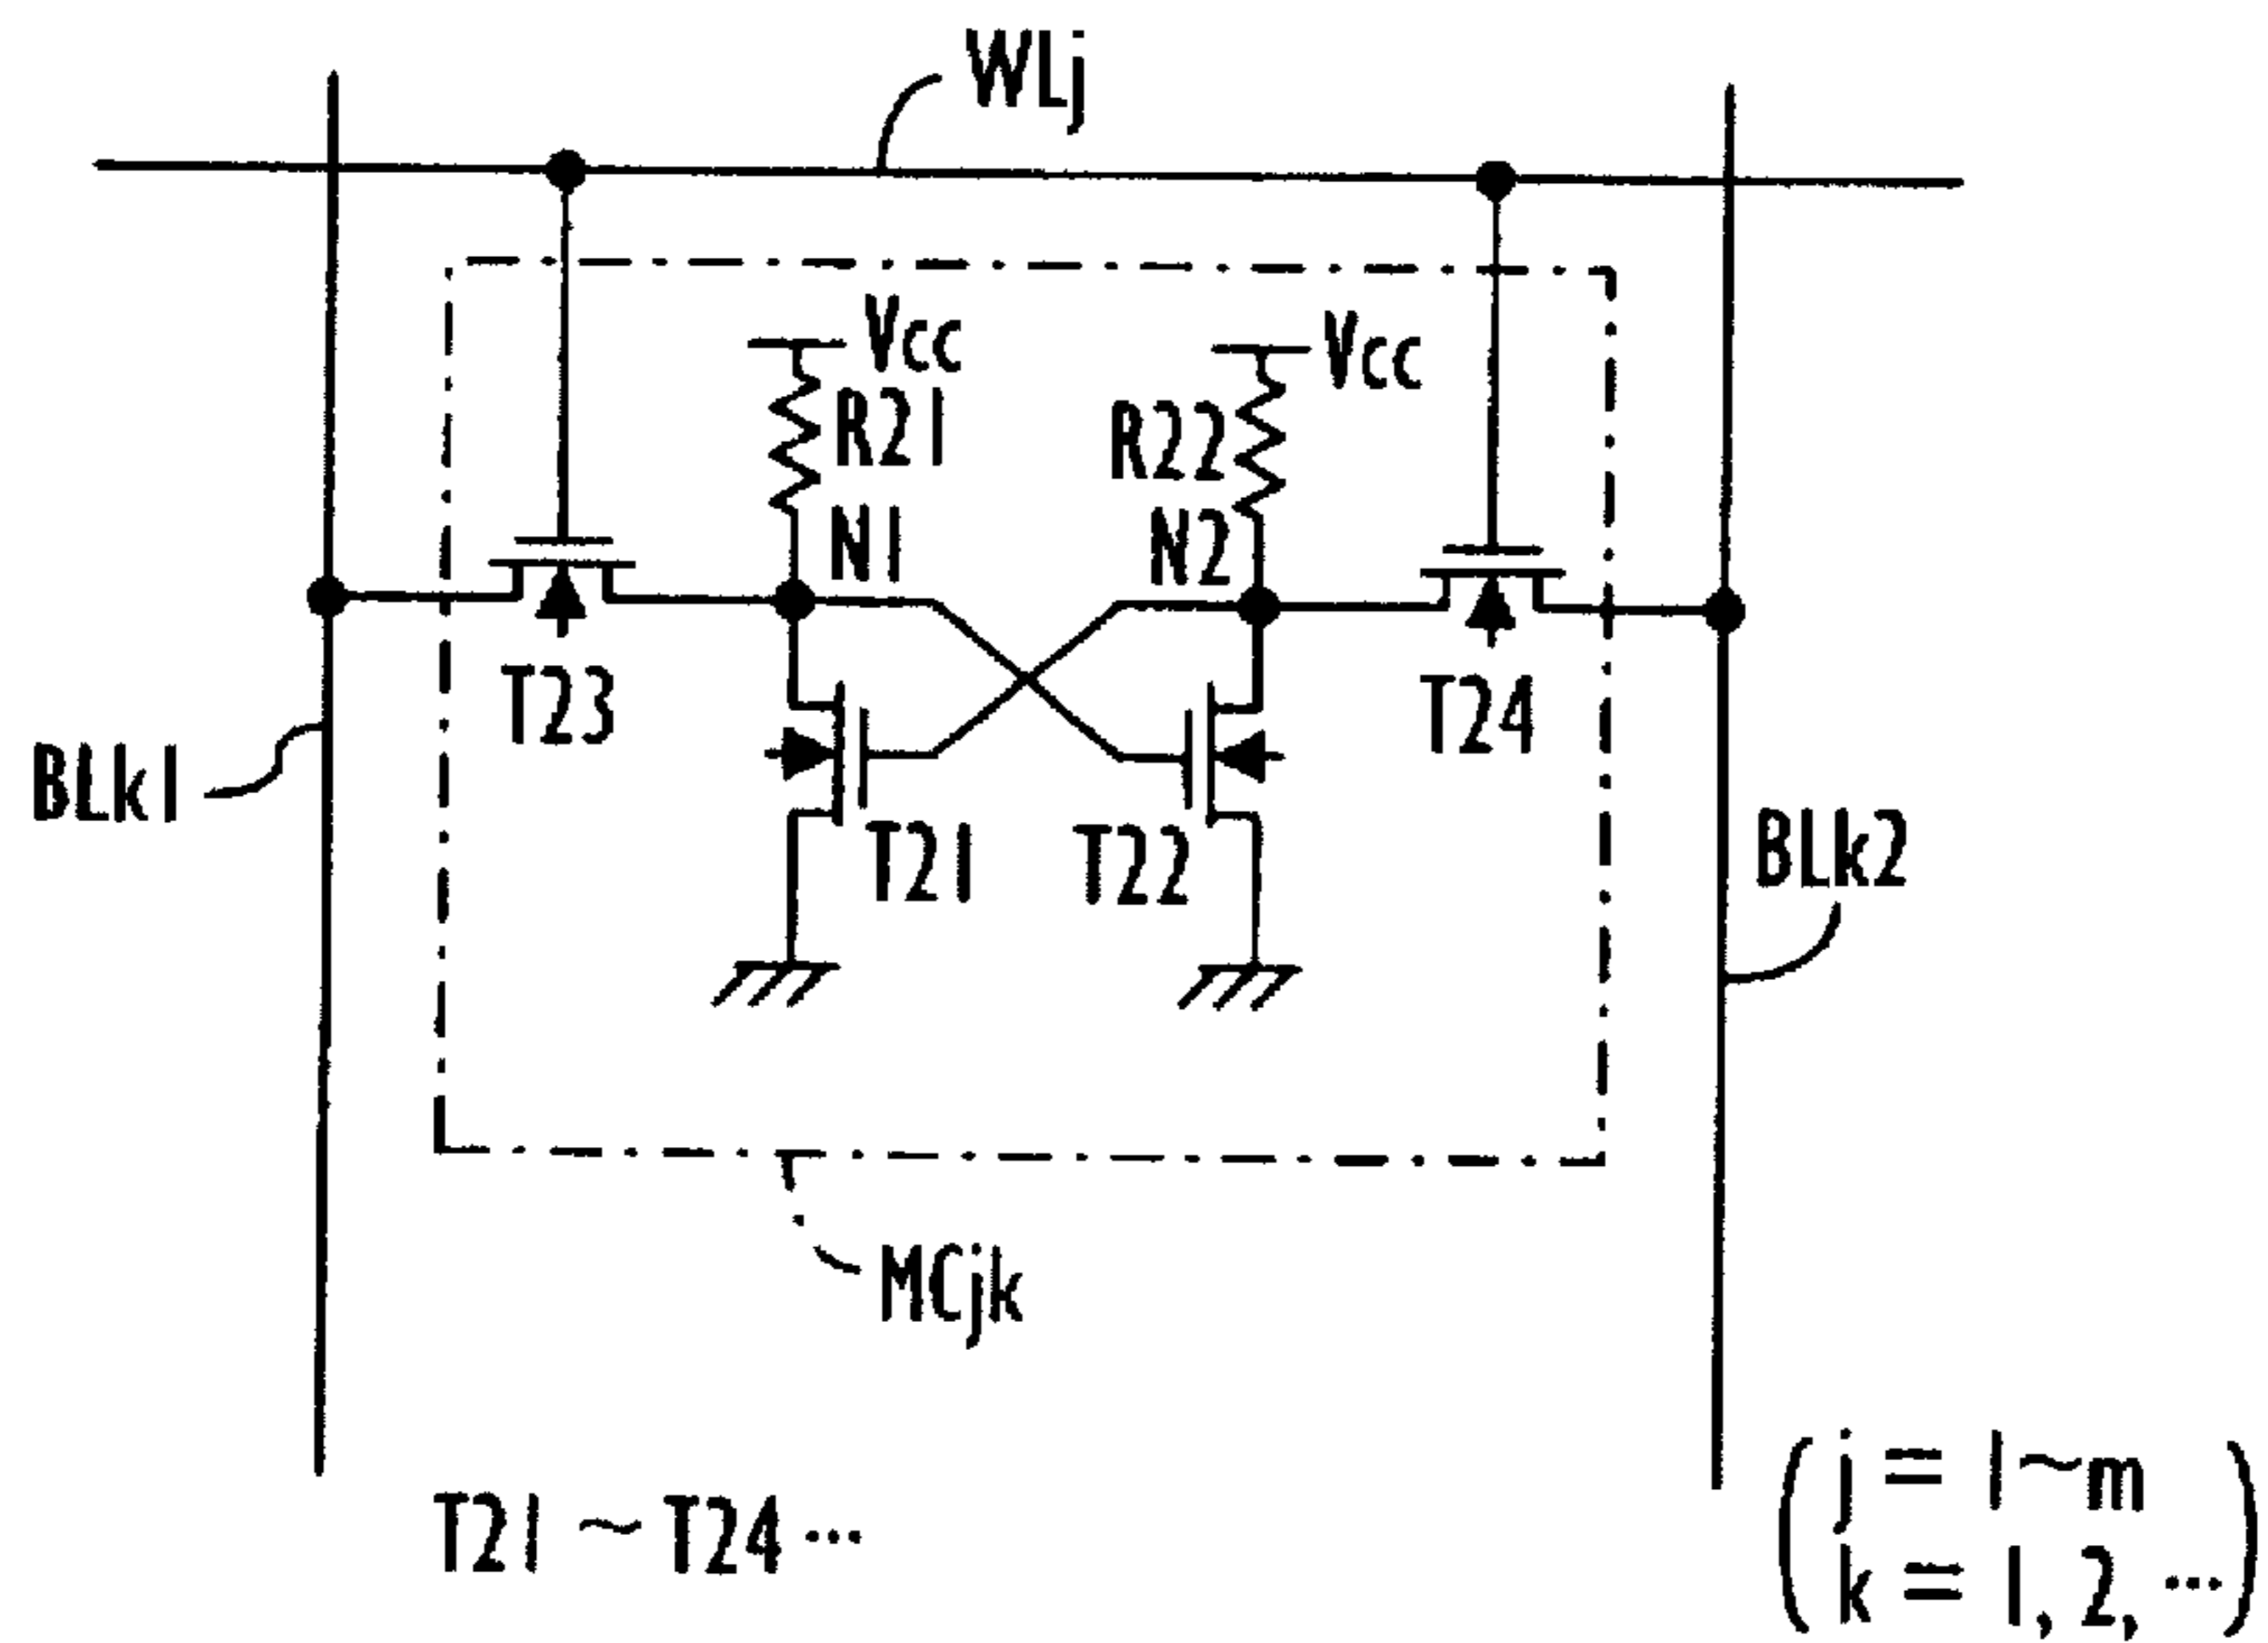 WLj
Vcc
Vcc
R21
R22
N1
N2
T23
T24
BLk1
T21
T22
BLk2
MCjk
T21 ~ T24 ···
( j = 1~m
k = 1, 2, ··· )